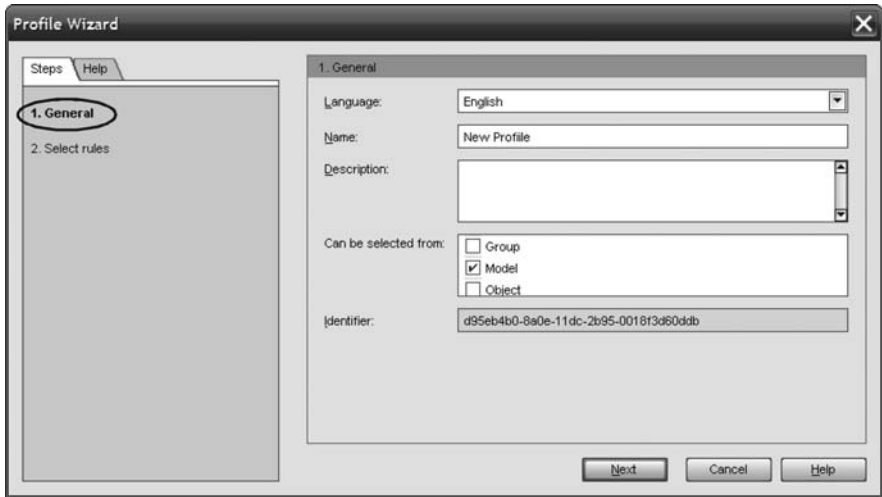 Profile Wizard
Steps Help
1. General
2. Select rules
1. General
Language: English
Name: New Profiile
Description:
Can be selected from: Group
Model
Object
Identifier: d95eb4b0-8a0e-11dc-2b95-0018f3d60ddb
Next Cancel Help